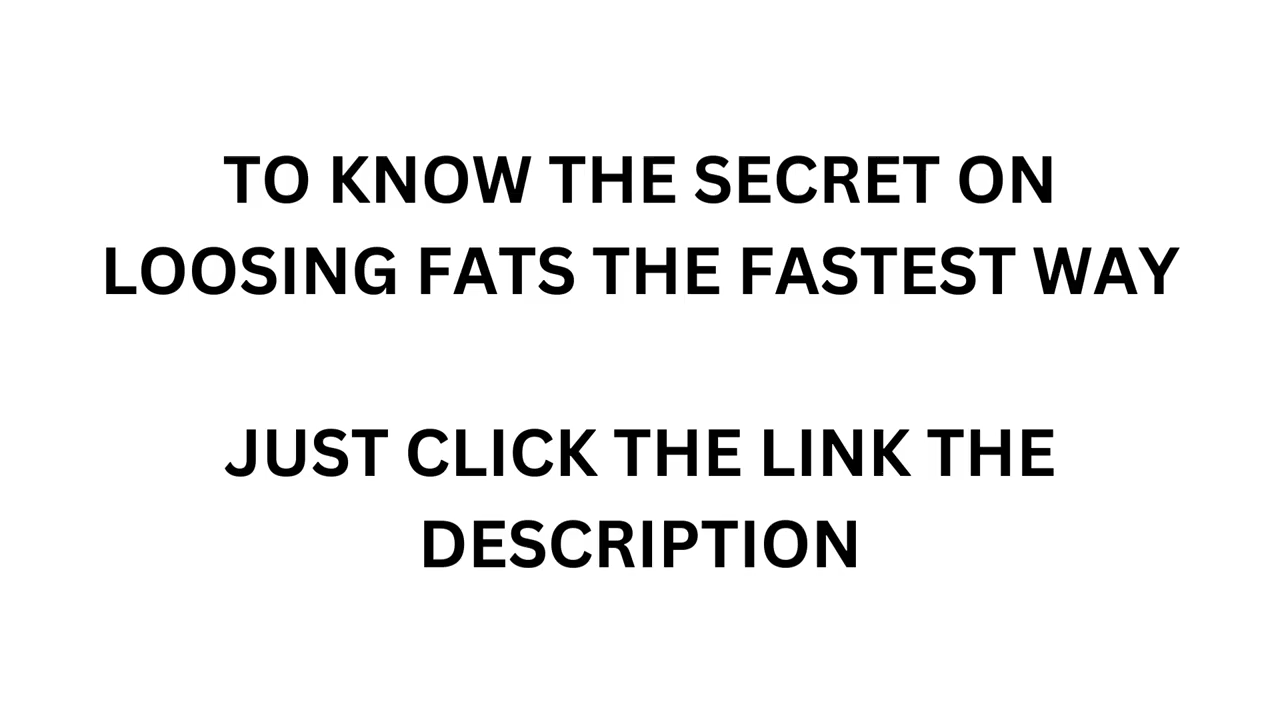 TO KNOW THE SECRET ON
LOOSING FATS THE FASTEST WAY
JUST CLICK THE LINK THE
DESCRIPTION